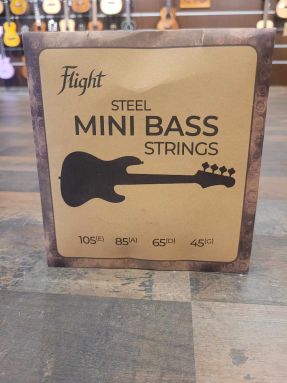 Flight
STEEL
MINI BASS
STRINGS
105(E) 85(A) 65(D) 45(G)